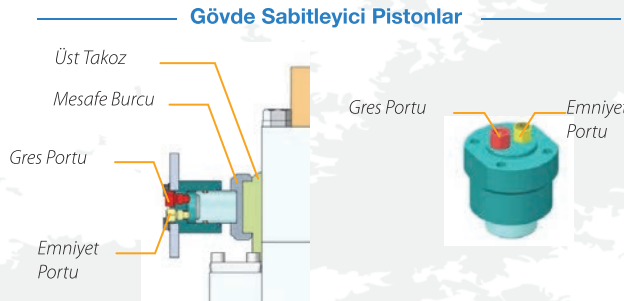 Gövde Sabitleyici Pistonlar
Üst Takoz
Mesafe Burcu
Gres Portu
Emniyet
Portu
Gres Portu
Emniyet
Portu